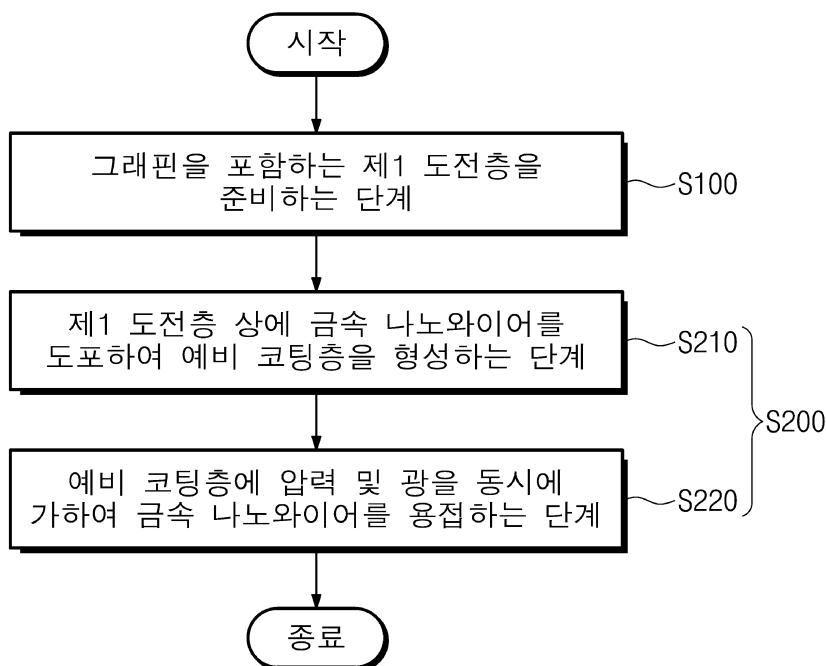 시작
그래핀을 포함하는 제1 도전층을
준비하는 단계
S100
제1 도전층 상에 금속 나노와이어를
도포하여 예비 코팅층을 형성하는 단계
S210
S200
예비 코팅층에 압력 및 광을 동시에
가하여 금속 나노와이어를 용접하는 단계
S220
종료